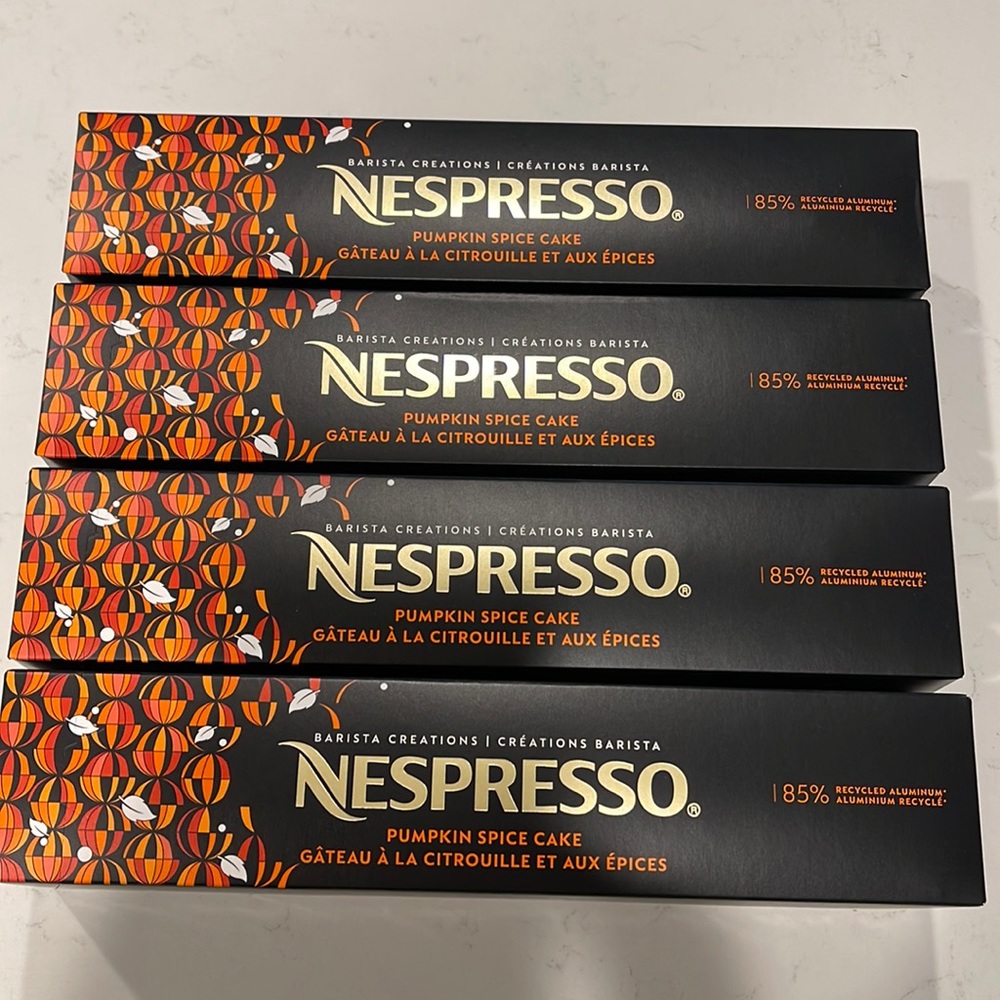 BARISTA CREATIONS | CRÉATIONS BARISTA
NESPRESSO®
PUMPKIN SPICE CAKE
GÂTEAU À LA CITROUILLE ET AUX ÉPICES
| 85% RECYCLED ALUMINUM*
ALUMINIUM RECYCLÉ*
BARISTA CREATIONS | CRÉATIONS BARISTA
NESPRESSO®
PUMPKIN SPICE CAKE
GÂTEAU À LA CITROUILLE ET AUX ÉPICES
| 85% RECYCLED ALUMINUM*
ALUMINIUM RECYCLÉ*
BARISTA CREATIONS | CRÉATIONS BARISTA
NESPRESSO®
PUMPKIN SPICE CAKE
GÂTEAU À LA CITROUILLE ET AUX ÉPICES
| 85% RECYCLED ALUMINUM*
ALUMINIUM RECYCLÉ*
BARISTA CREATIONS | CRÉATIONS BARISTA
NESPRESSO®
PUMPKIN SPICE CAKE
GÂTEAU À LA CITROUILLE ET AUX ÉPICES
| 85% RECYCLED ALUMINUM*
ALUMINIUM RECYCLÉ*